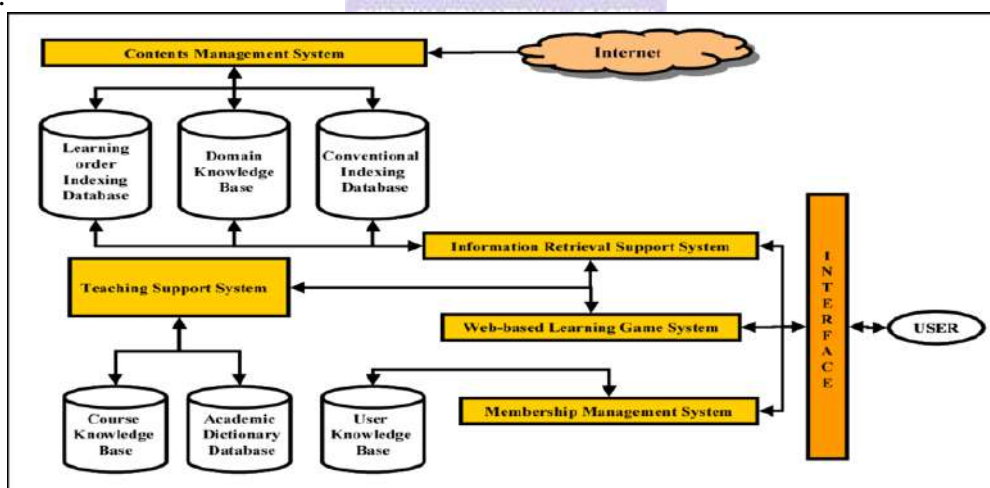 Contents Management System
Internet
Learning
order
Indexing
Database
Domain
Knowledge
Base
Conventional
Indexing
Database
Information Retrieval Support System
Teaching Support System
Web-based Learning Game System
INTERFACE
USER
Course
Knowledge
Base
Academic
Dictionary
Database
User
Knowledge
Base
Membership Management System